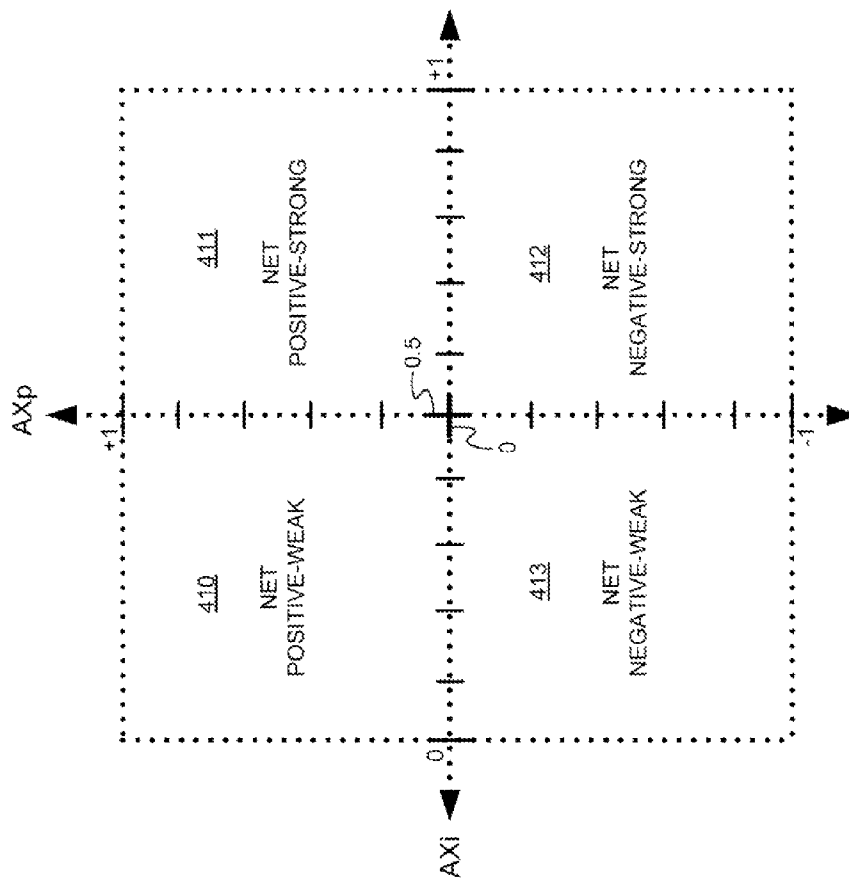 AXp
+1
410
NET
POSITIVE-WEAK
411
NET
POSITIVE-STRONG
0.5
AXi
0
+1
0
413
NET
NEGATIVE-WEAK
412
NET
NEGATIVE-STRONG
-1